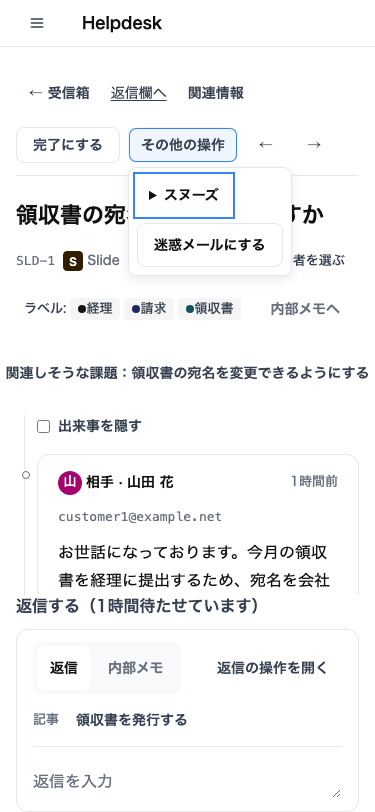 Helpdesk
← 受信箱 返信欄へ 関連情報
完了にする その他の操作 ← →
▶ スヌーズ
領収書の宛 すか
迷惑メールにする
SLD-1 S Slide 者を選ぶ
ラベル: ●経理 ●請求 ●領収書 内部メモへ
関連しそうな課題：領収書の宛名を変更できるようにする
出来事を隠す
山 相手 · 山田 花 1時間前
customer1@example.net
お世話になっております。今月の領収
書を経理に提出するため、宛名を会社
返信する（1時間待たせています）
返信 内部メモ 返信の操作を開く
記事 領収書を発行する
返信を入力